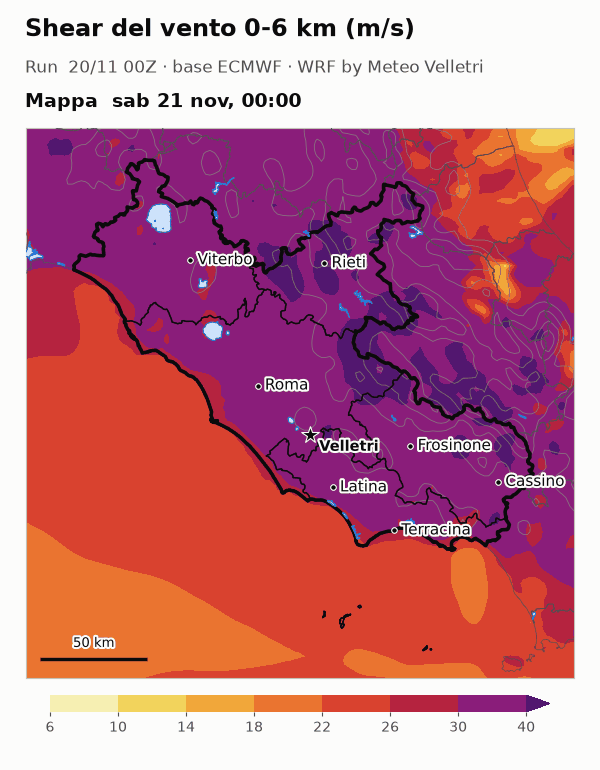 Shear del vento 0-6 km (m/s)
Run 20/11 00Z · base ECMWF · WRF by Meteo Velletri
Mappa sab 21 nov, 00:00
Viterbo
Rieti
Roma
Velletri
Frosinone
Cassino
Latina
Terracina
50 km
6 10 14 18 22 26 30 40